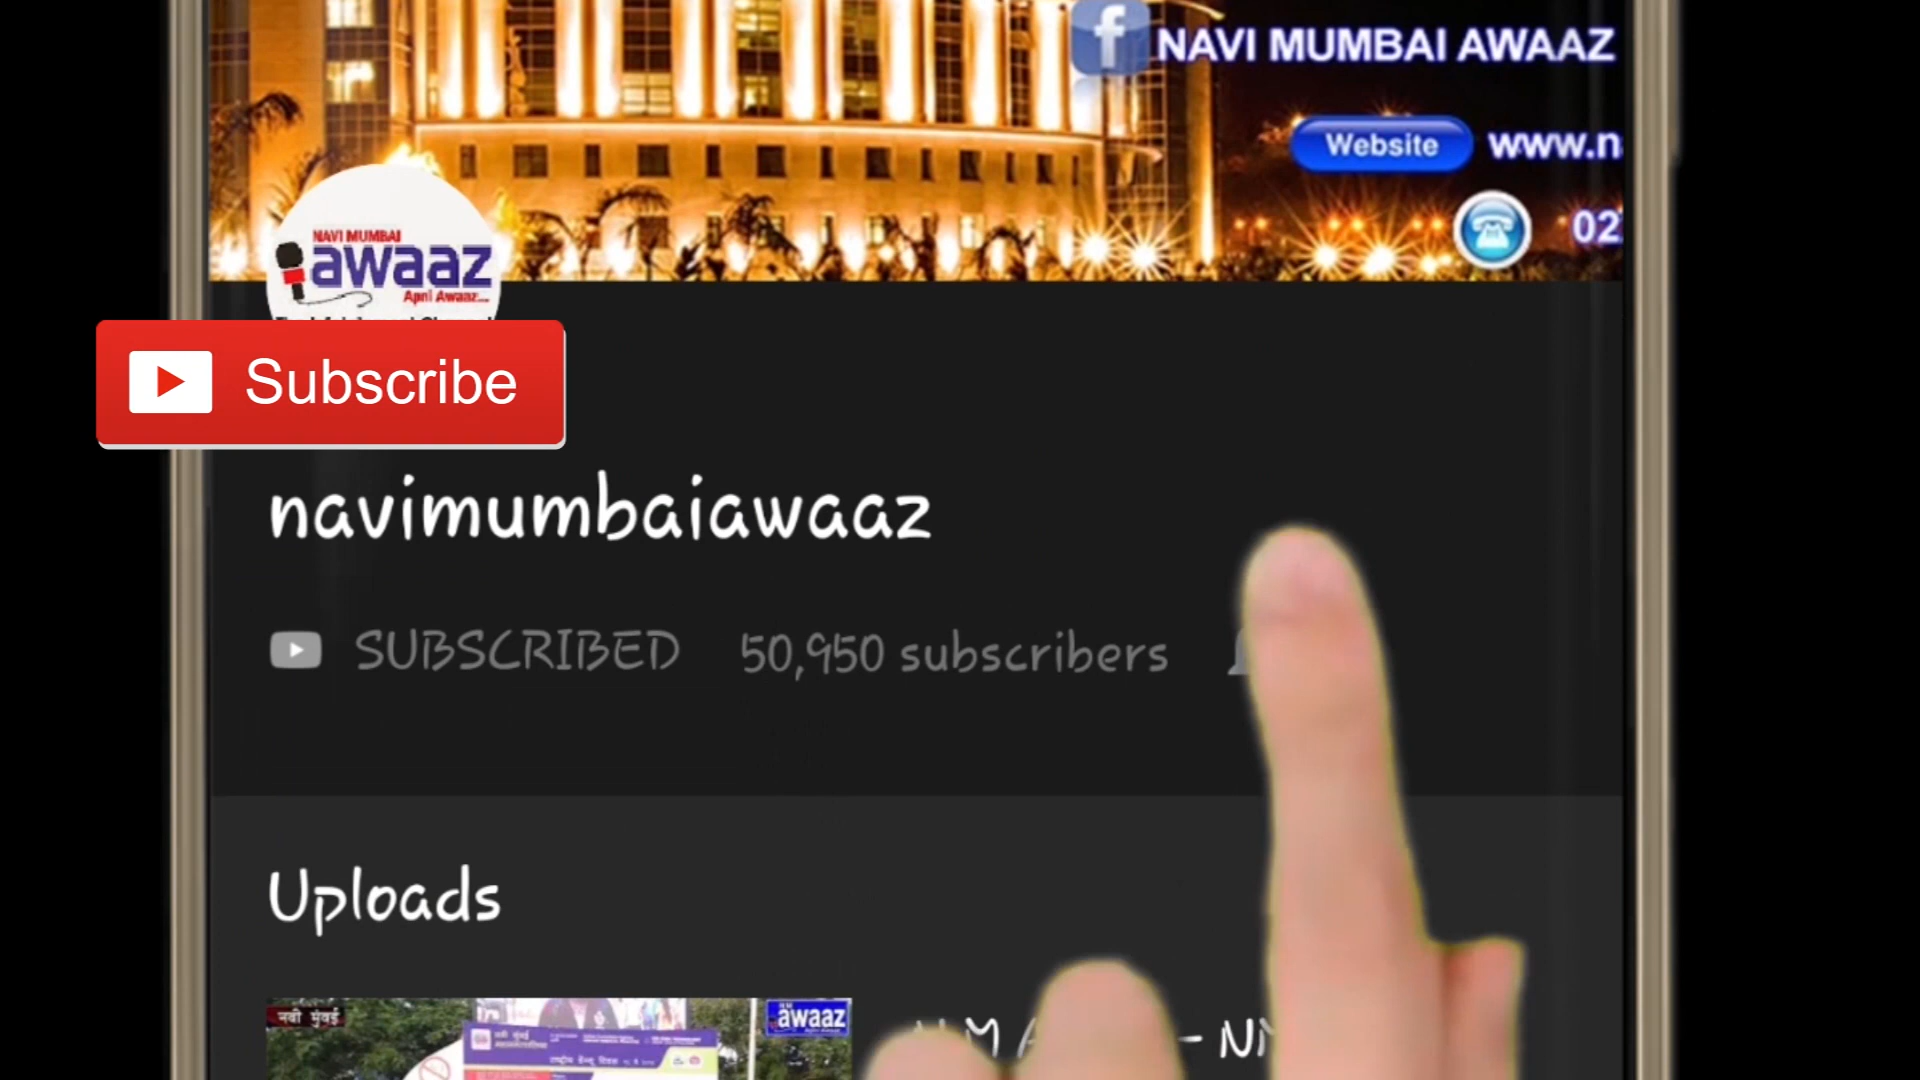 NAVI MUMBAI AWAAZ
Website www.n
02
NAVI MUMBAI
awaaz
Apni Awaaz....
Subscribe
navimumbaiawaaz
SUBSCRIBED 50,950 subscribers
Uploads
नवी मुंबई
awaaz